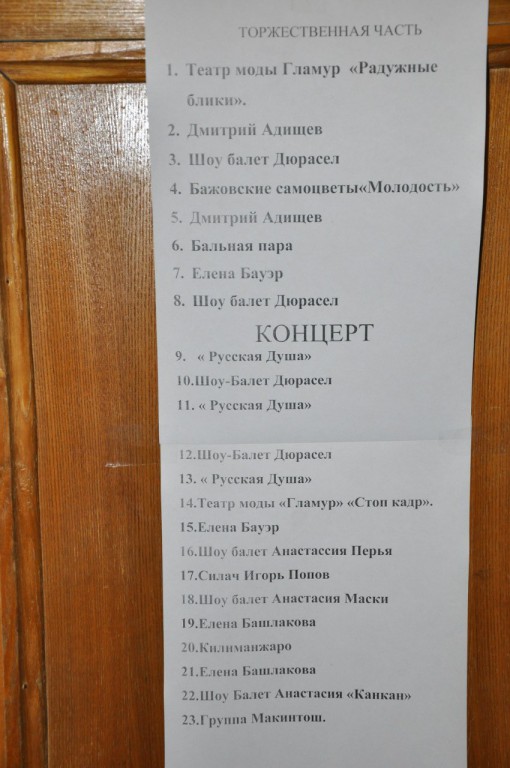 ТОРЖЕСТВЕННАЯ ЧАСТЬ
1. Театр моды Гламур «Радужные
блики».
2. Дмитрий Адищев
3. Шоу балет Дюрасел
4. Бажовские самоцветы«Молодость»
5. Дмитрий Адищев
6. Бальная пара
7. Елена Бауэр
8. Шоу балет Дюрасел
КОНЦЕРТ
9. « Русская Душа»
10.Шоу-Балет Дюрасел
11. « Русская Душа»
12.Шоу-Балет Дюрасел
13. « Русская Душа»
14.Театр моды «Гламур» «Стоп кадр».
15.Елена Бауэр
16.Шоу балет Анастассия Перья
17.Силач Игорь Попов
18.Шоу балет Анастасия Маски
19.Елена Башлакова
20.Килиманжаро
21.Елена Башлакова
22.Шоу Балет Анастасия «Канкан»
23.Группа Макинтош.